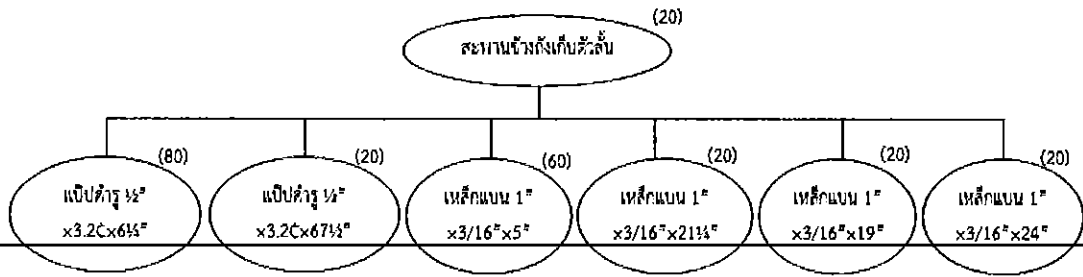 (20)
สะพานข้างถังเก็บตัวสั้น
(80)
แป๊ปดำรู ½"
×3.2C×6½"
(20)
แป๊ปดำรู ½"
×3.2C×67½"
(60)
เหล็กแบน 1"
×3/16"×5"
(20)
เหล็กแบน 1"
×3/16"×21¼"
(20)
เหล็กแบน 1"
×3/16"×19"
(20)
เหล็กแบน 1"
×3/16"×24"